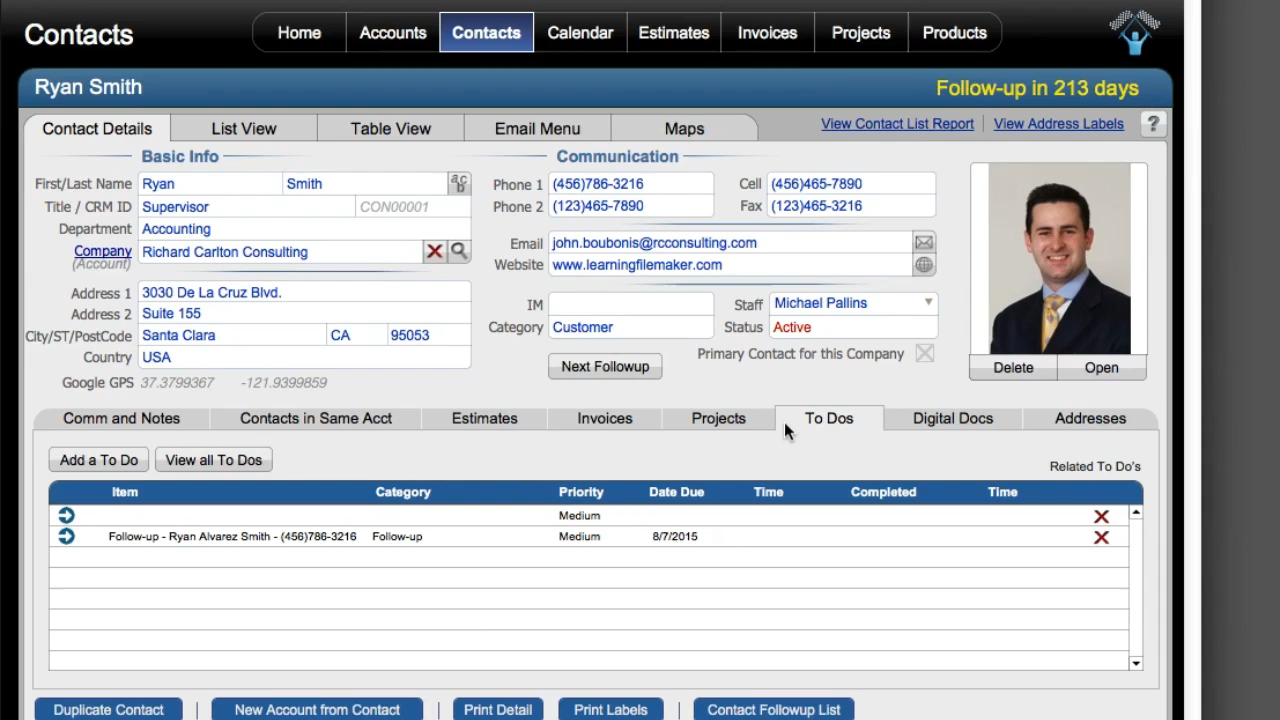 Contacts
Home Accounts Contacts Calendar Estimates Invoices Projects Products
Ryan Smith Follow-up in 213 days
Contact Details List View Table View Email Menu Maps View Contact List Report View Address Labels ?
Basic Info Communication
First/Last Name Ryan Smith
Title / CRM ID Supervisor CON00001
Department Accounting
Company Richard Carlton Consulting
(Account)
Address 1 3030 De La Cruz Blvd.
Address 2 Suite 155
City/ST/PostCode Santa Clara CA 95053
Country USA
Google GPS 37.3799367 -121.9399859
Phone 1 (456)786-3216 Cell (456)465-7890
Phone 2 (123)465-7890 Fax (123)465-3216
Email john.boubonis@rcconsulting.com
Website www.learningfilemaker.com
IM Staff Michael Pallins
Category Customer Status Active
Next Followup Primary Contact for this Company
Delete Open
Comm and Notes Contacts in Same Acct Estimates Invoices Projects To Dos Digital Docs Addresses
Add a To Do View all To Dos Related To Do's
Item Category Priority Date Due Time Completed Time
Medium
Follow-up - Ryan Alvarez Smith - (456)786-3216 Follow-up Medium 8/7/2015
Duplicate Contact | New Account from Contact | Print Detail Print Labels | Contact Followup List